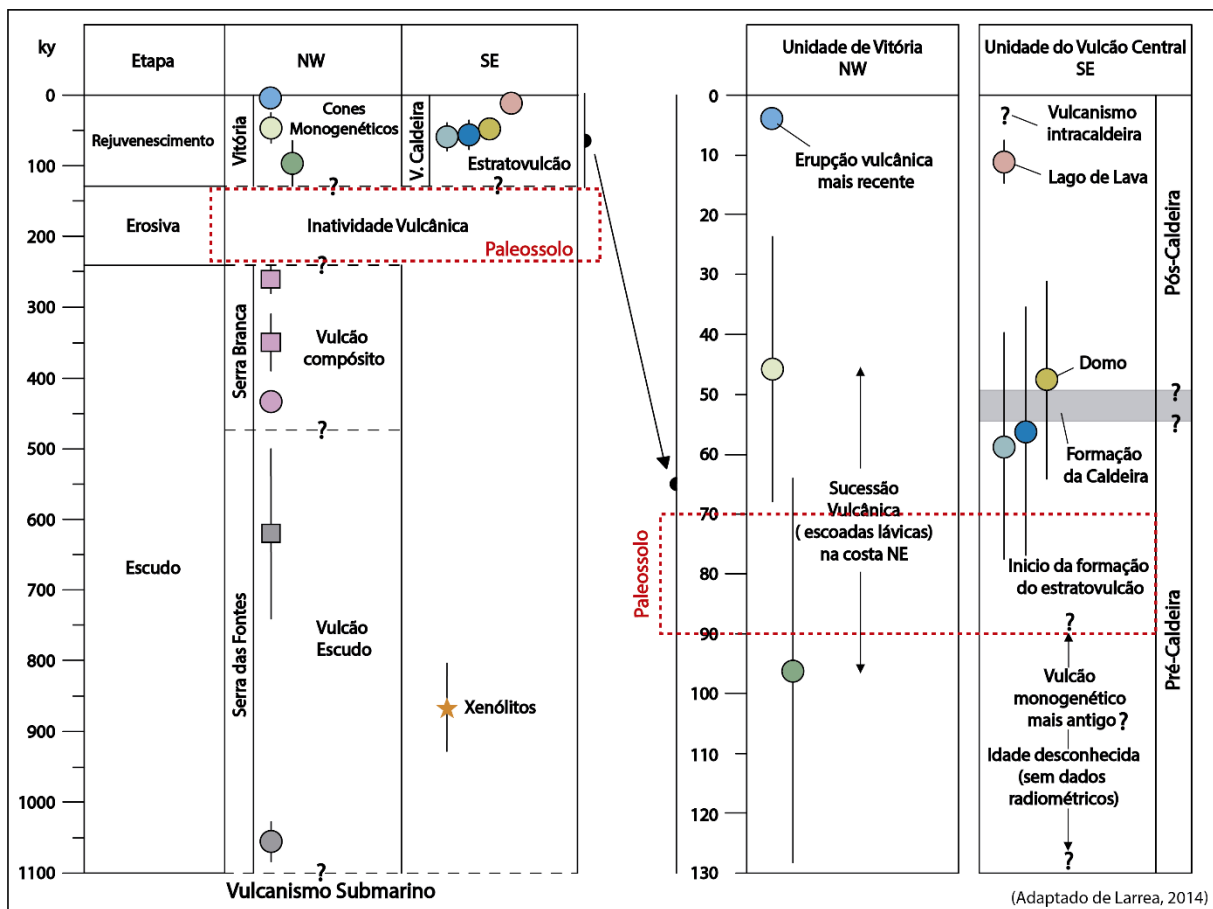 ky
Etapa
NW
SE
0
100
200
300
400
500
600
700
800
900
1000
1100
Rejuvenescimento
Vitória
Cones
Monogenéticos
V. Caldeira
Estratovulcão
?
?
Erosiva
Inatividade Vulcânica
Paleossolo
?
Serra Branca
Vulcão
compósito
?
Escudo
Serra das Fontes
Vulcão
Escudo
Xenólitos
?
Vulcanismo Submarino
Unidade de Vitória
NW
Unidade do Vulcão Central
SE
0
10
20
30
40
50
60
70
80
90
100
110
120
130
Erupção vulcânica
mais recente
Sucessão
Vulcânica
( escoadas lávicas)
na costa NE
Paleossolo
? Vulcanismo
intracaldeira
Lago de Lava
Domo
?
?
Formação
da Caldeira
Inicio da formação
do estratovulcão
?
Vulcão
monogenético
mais antigo ?
Idade desconhecida
(sem dados
radiométricos)
?
Pós-Caldeira
Pré-Caldeira
(Adaptado de Larrea, 2014)